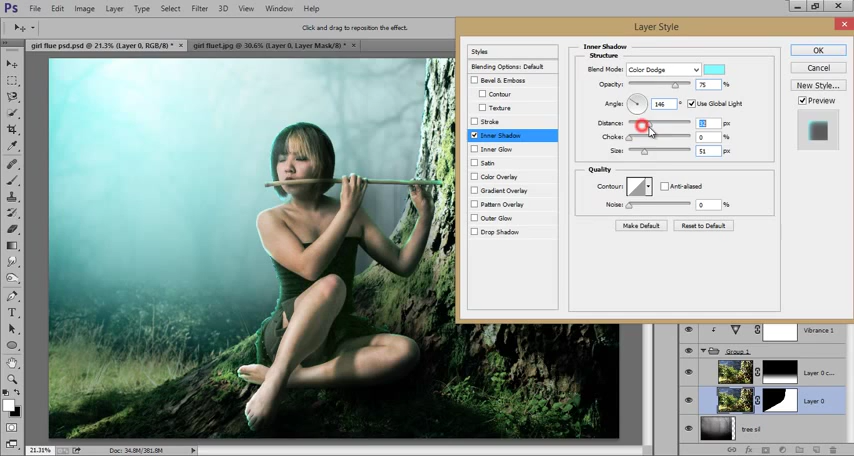 Ps File Edit Image Layer Type Select Filter 3D View Window Help
Click and drag to reposition the effect.
girl flue psd.psd @ 21.3% (Layer 0, RGB/8) * ×
girl fluet.jpg @ 30.6% (Layer 0, Layer Mask/8) * ×
Layer Style
Styles
Blending Options: Default
Bevel & Emboss
Contour
Texture
Stroke
Inner Shadow
Inner Glow
Satin
Color Overlay
Gradient Overlay
Pattern Overlay
Outer Glow
Drop Shadow
Inner Shadow
Structure
Blend Mode: Color Dodge
Opacity: 75 %
Angle: 146 ° Use Global Light
Distance: 32 px
Choke: 0 %
Size: 51 px
Quality
Contour: Anti-aliased
Noise: 0 %
Make Default Reset to Default
OK
Cancel
New Style...
Preview
Vibrance 1
Group 1
Layer 0 c...
Layer 0
tree sil
fx
21.31% Doc: 34.8M/381.8M